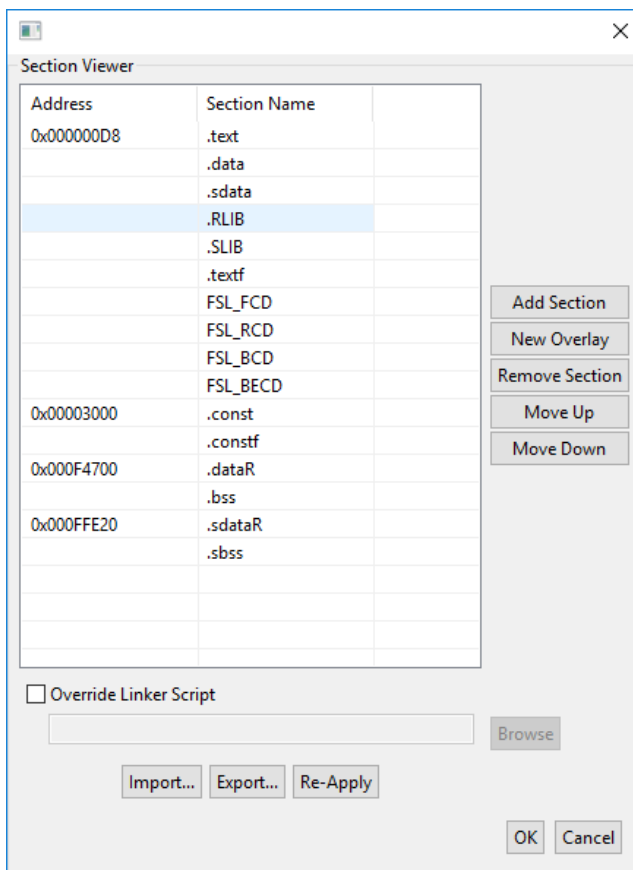 Section Viewer
Address Section Name
0x000000D8 .text
.data
.sdata
.RLIB
.SLIB
.textf
FSL_FCD
Add Section
FSL_RCD
New Overlay
FSL_BCD
Remove Section
FSL_BECD
0x00003000 .const
Move Up
.constf
Move Down
0x000F4700 .dataR
.bss
0x000FFE20 .sdataR
.sbss
Override Linker Script
Browse
Import... Export... Re-Apply
OK Cancel